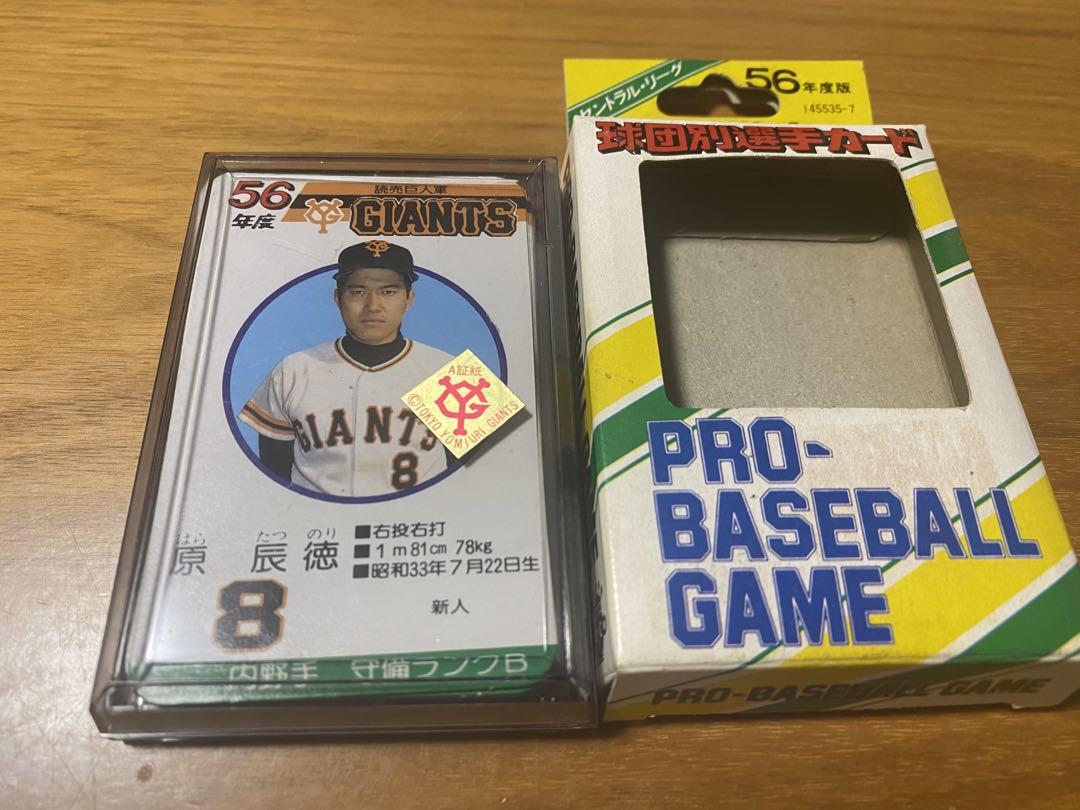 56
年度
読売巨人軍
GIANTS
GIANTS
8
A証紙
©TOKYO YOMIURI GIANTS
はら たつ のり
原 辰徳
8
■右投右打
■1m81cm 78kg
■昭和33年7月22日生
新人
内野手 守備ランクB
セントラル・リーグ
56年度版
145535-7
球団別選手カード
PRO-
BASEBALL
GAME
PRO-BASEBALL GAME